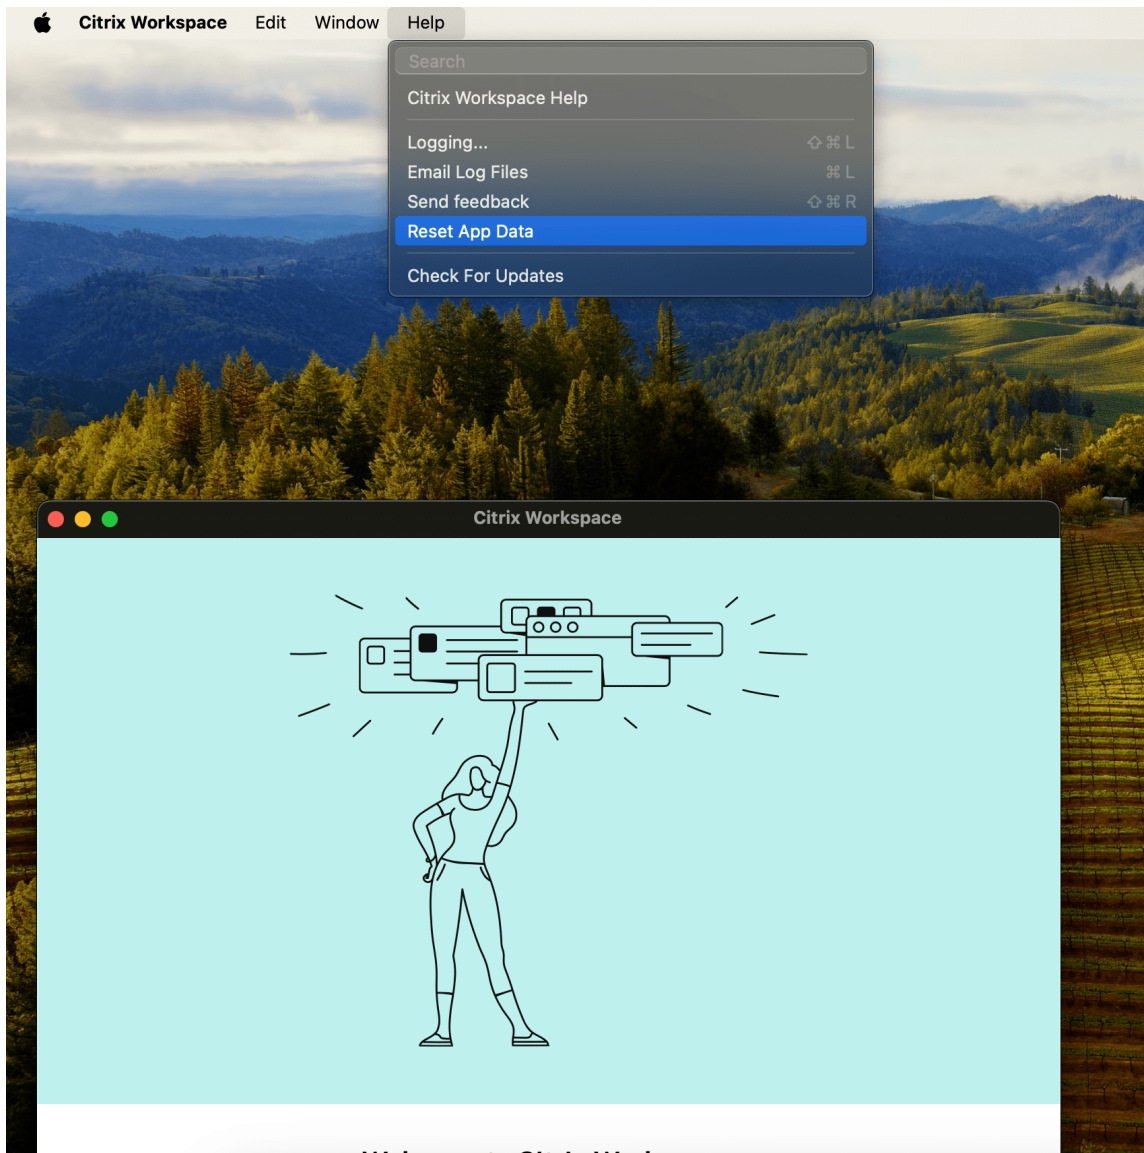 Citrix Workspace Edit Window Help
Search
Citrix Workspace Help
Logging... ⇧ ⌘ L
Email Log Files ⌘ L
Send feedback ⇧ ⌘ R
Reset App Data
Check For Updates
Citrix Workspace